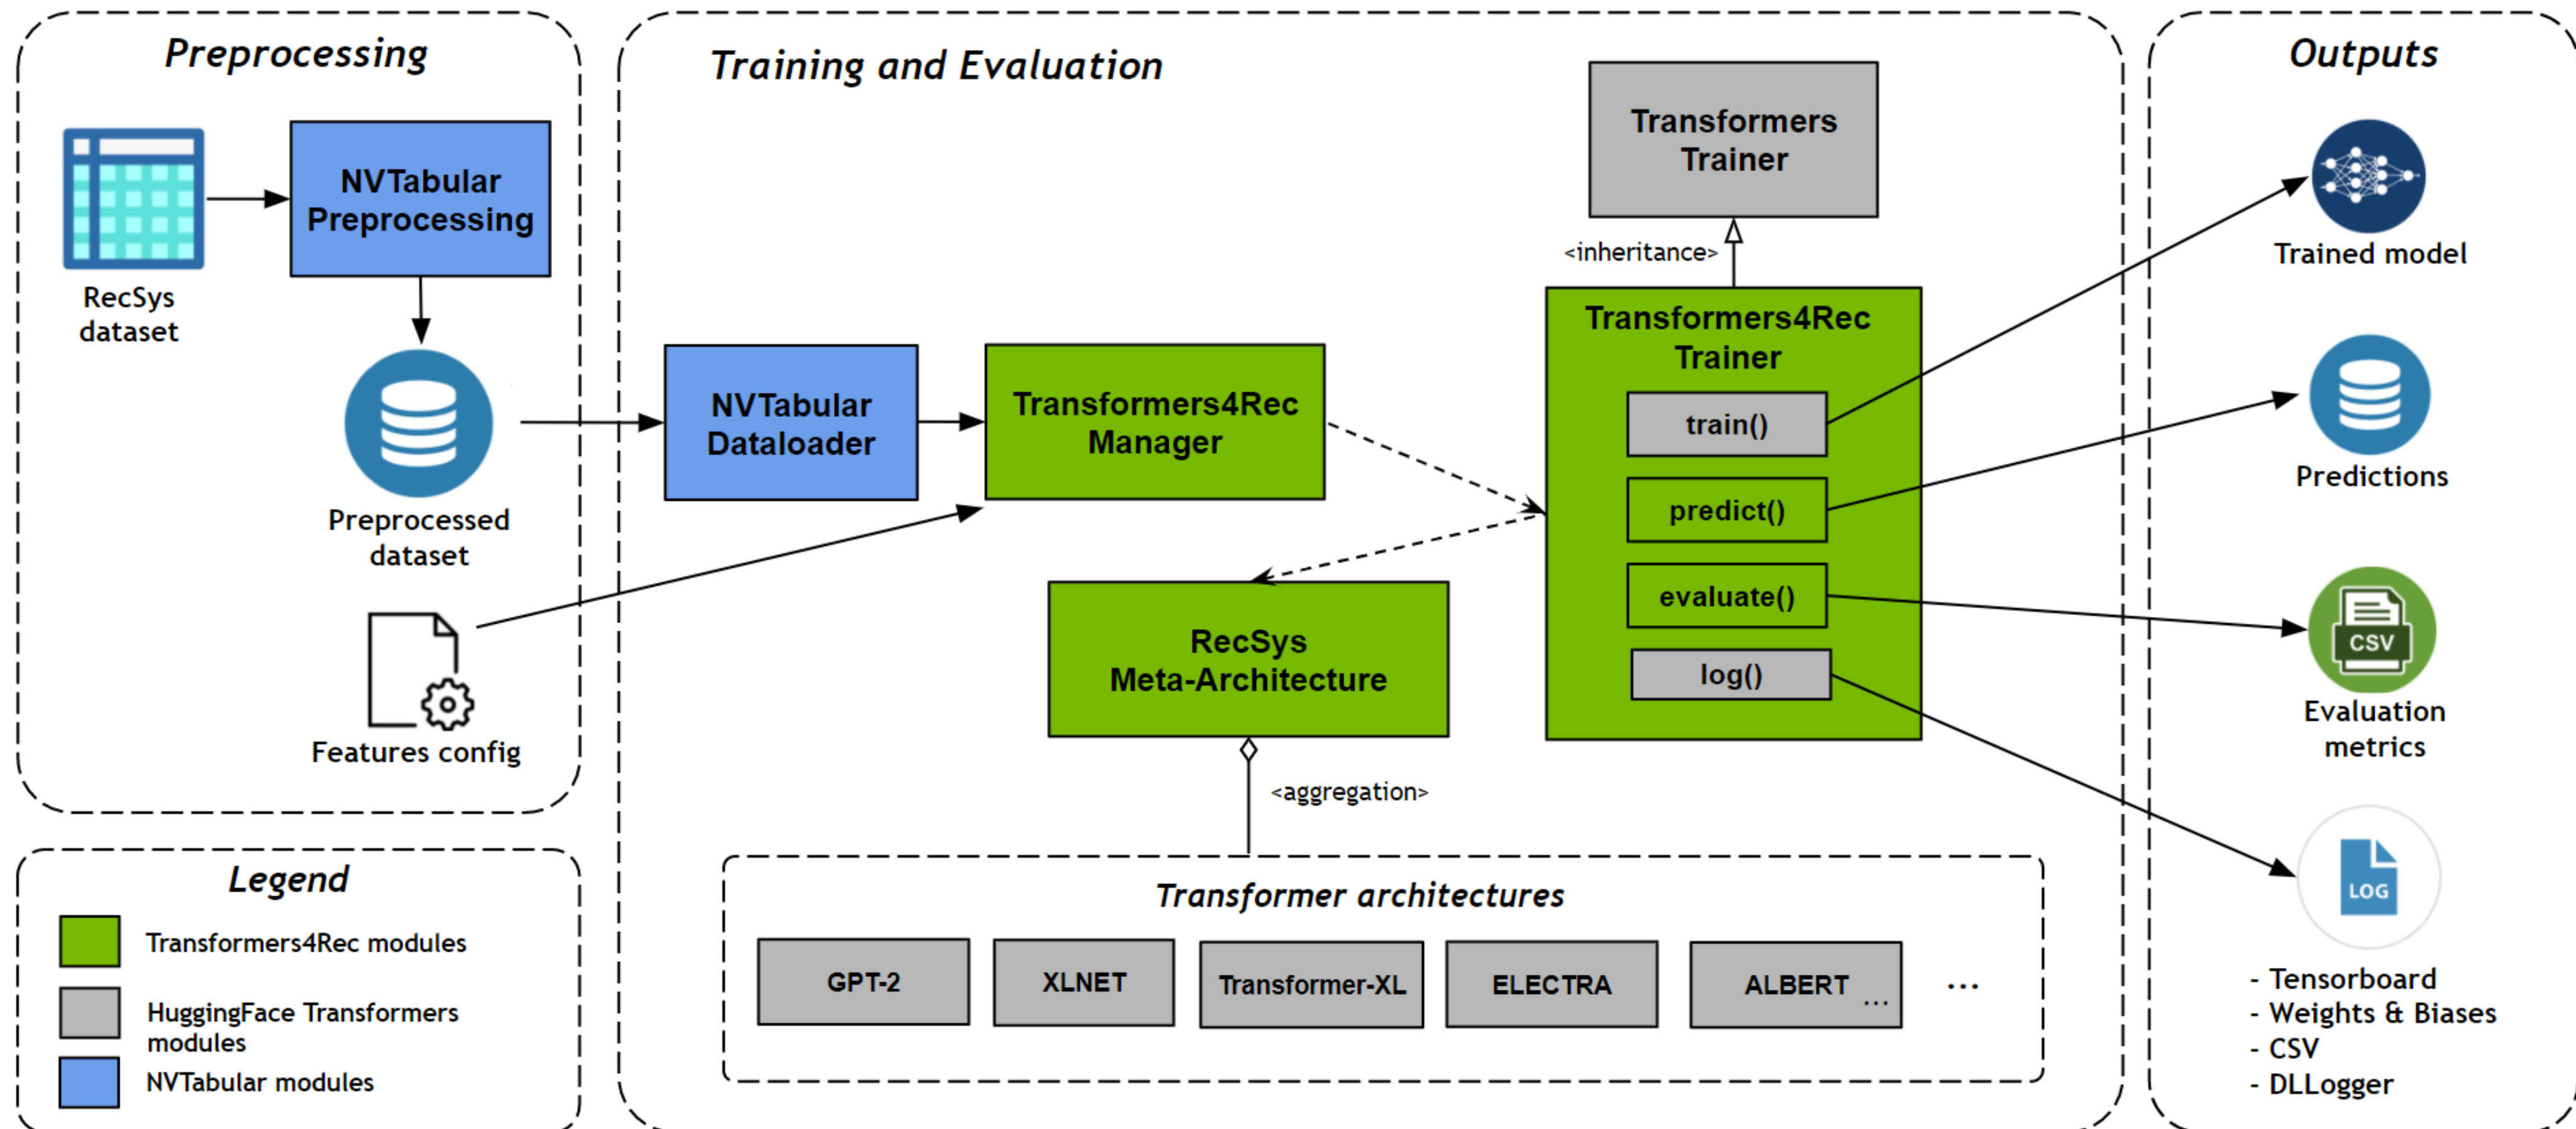 Preprocessing
NVTabular
Preprocessing
RecSys
dataset
Preprocessed
dataset
Features config
Legend
Transformers4Rec modules
HuggingFace Transformers
modules
NVTabular modules
Training and Evaluation
Transformers
Trainer
<inheritance>
NVTabular
Dataloader
Transformers4Rec
Manager
Transformers4Rec
Trainer
train()
predict()
evaluate()
log()
RecSys
Meta-Architecture
<aggregation>
Transformer architectures
GPT-2
XLNET
Transformer-XL
ELECTRA
ALBERT ...
...
Outputs
Trained model
Predictions
CSV
Evaluation
metrics
LOG
- Tensorboard
- Weights & Biases
- CSV
- DLLogger